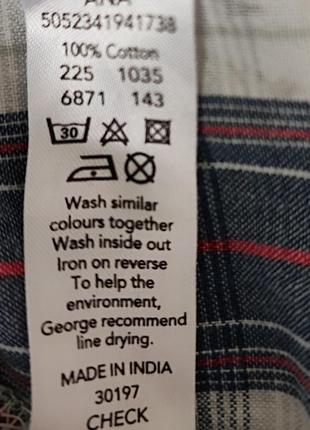 5052341941738
100% Cotton
225 1035
6871 143
30
Wash similar
colours together
Wash inside out
Iron on reverse
To help the
environment,
George recommend
line drying.
MADE IN INDIA
30197
CHECK